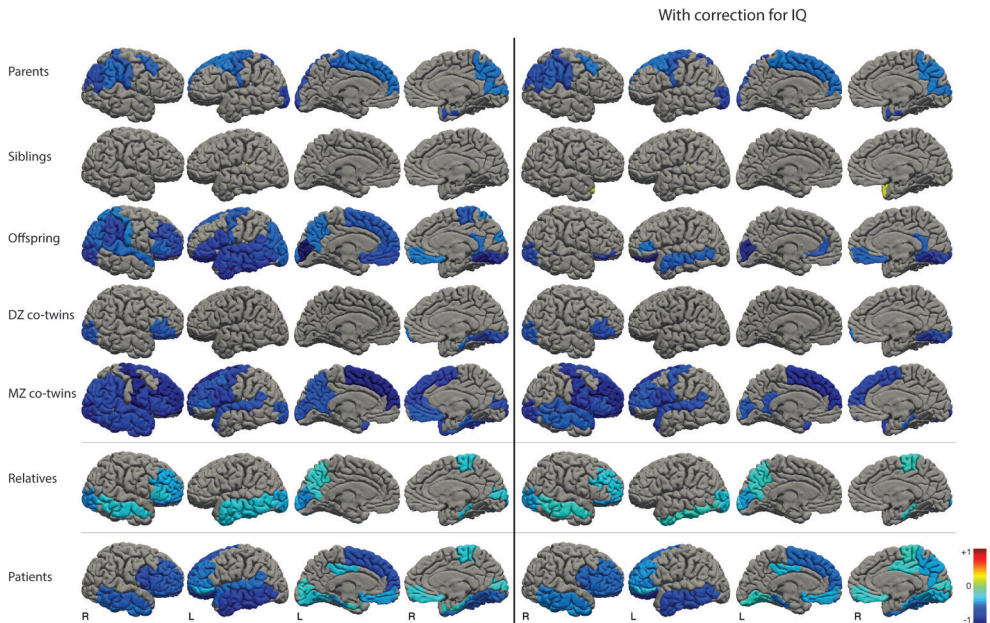 With correction for IQ
Parents
Siblings
Offspring
DZ co-twins
MZ co-twins
Relatives
Patients
R L L R R L L R
+1
0
-1